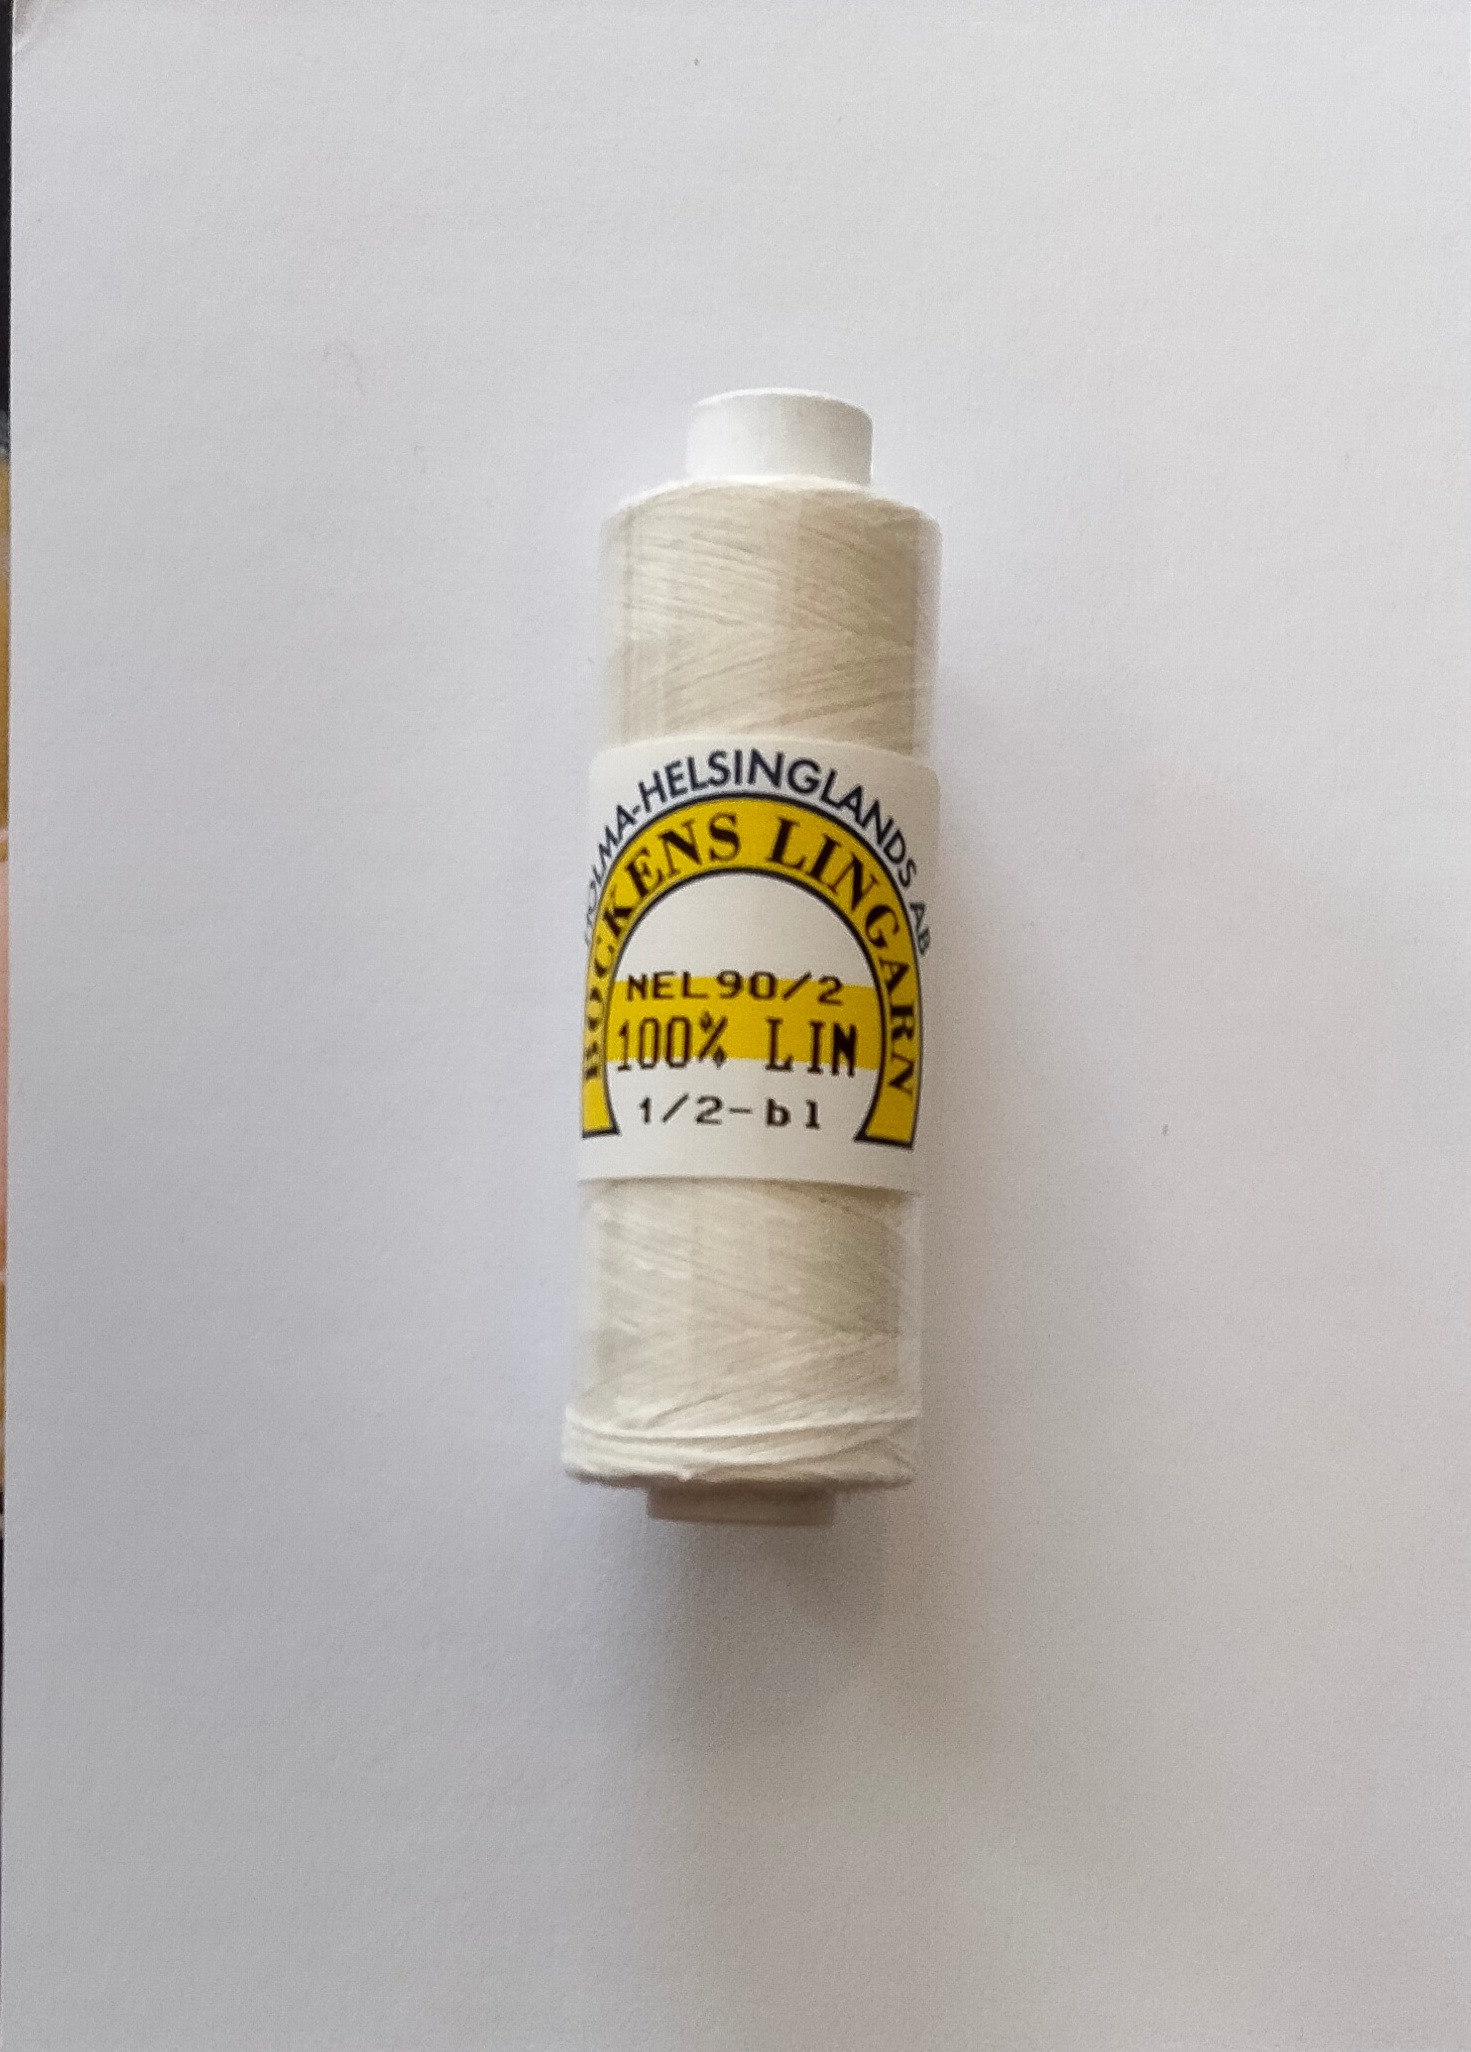 HOLMA-HELSINGLANDS AB
BOCKENS LINGARN
NEL90/2
100% LIN
1/2-bl